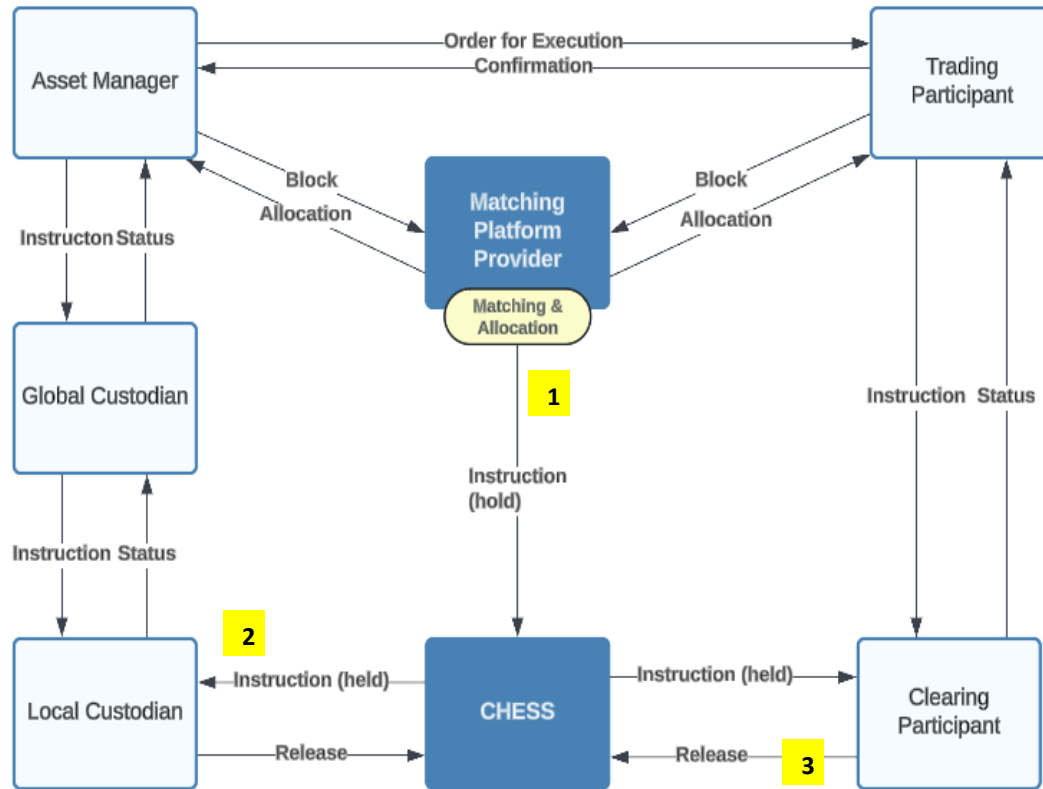 Order for Execution
Confirmation
Asset Manager
Trading
Participant
Block
Allocation
Matching
Platform
Provider
Block
Allocation
Instructon
Status
Matching &
Allocation
1
Global Custodian
Instruction
Status
Instruction
(hold)
Instruction
Status
2
Instruction (held)
Instruction (held)
Local Custodian
CHESS
Clearing
Participant
Release
Release
3